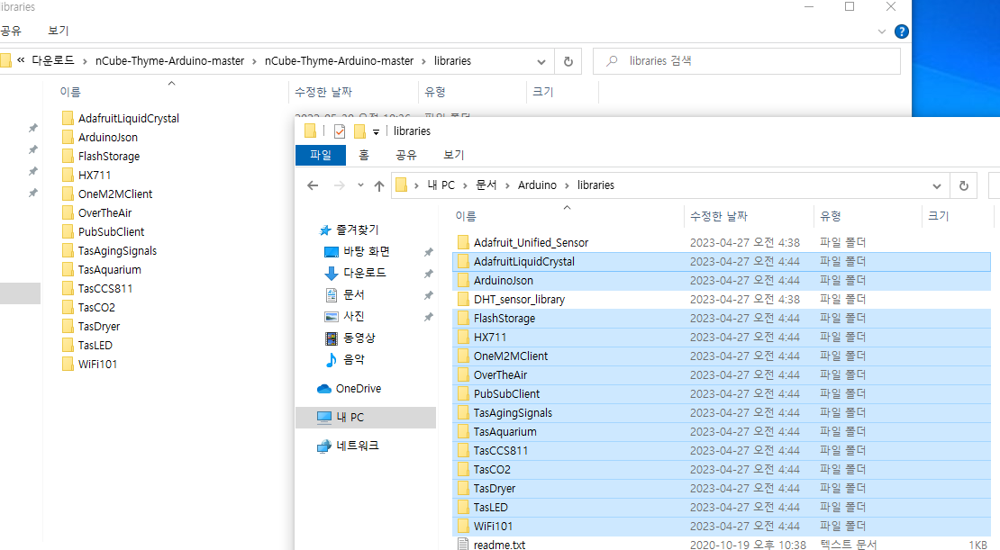 libraries
공유 보기
« 다운로드 › nCube-Thyme-Arduino-master › nCube-Thyme-Arduino-master › libraries
libraries 검색
이름 수정한 날짜 유형 크기
AdafruitLiquidCrystal
ArduinoJson
FlashStorage
HX711
OneM2MClient
OverTheAir
PubSubClient
TasAgingSignals
TasAquarium
TasCCS811
TasCO2
TasDryer
TasLED
WiFi101
libraries
파일 홈 공유 보기
내 PC › 문서 › Arduino › libraries
즐겨찾기
바탕 화면
다운로드
문서
사진
동영상
음악
OneDrive
내 PC
네트워크
이름 수정한 날짜 유형 크기
Adafruit_Unified_Sensor 2023-04-27 오전 4:38 파일 폴더
AdafruitLiquidCrystal 2023-04-27 오전 4:44 파일 폴더
ArduinoJson 2023-04-27 오전 4:44 파일 폴더
DHT_sensor_library 2023-04-27 오전 4:38 파일 폴더
FlashStorage 2023-04-27 오전 4:44 파일 폴더
HX711 2023-04-27 오전 4:44 파일 폴더
OneM2MClient 2023-04-27 오전 4:44 파일 폴더
OverTheAir 2023-04-27 오전 4:44 파일 폴더
PubSubClient 2023-04-27 오전 4:44 파일 폴더
TasAgingSignals 2023-04-27 오전 4:44 파일 폴더
TasAquarium 2023-04-27 오전 4:44 파일 폴더
TasCCS811 2023-04-27 오전 4:44 파일 폴더
TasCO2 2023-04-27 오전 4:44 파일 폴더
TasDryer 2023-04-27 오전 4:44 파일 폴더
TasLED 2023-04-27 오전 4:44 파일 폴더
WiFi101 2023-04-27 오전 4:44 파일 폴더
readme.txt 2020-10-19 오후 10:38 텍스트 문서 1KB